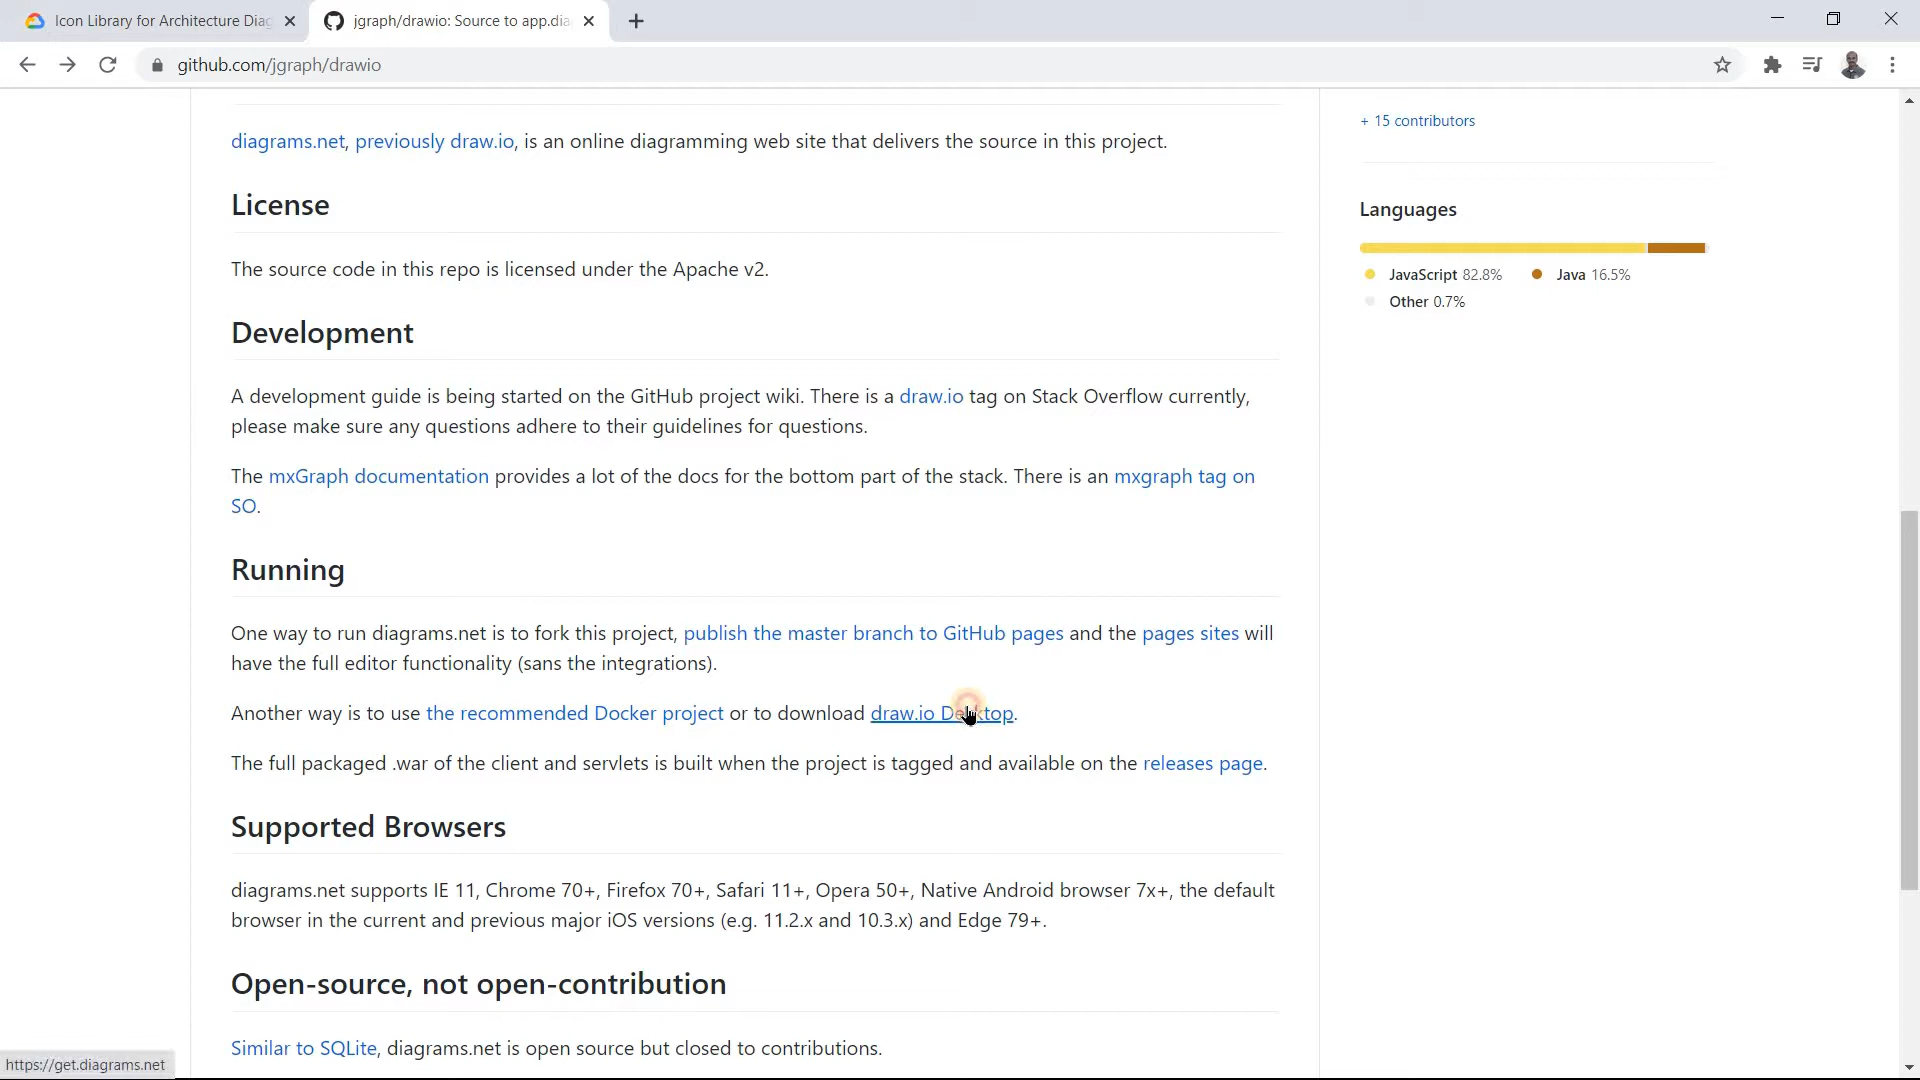 Icon Library for Architecture Diag
jgraph/drawio: Source to app.dia
github.com/jgraph/drawio
diagrams.net, previously draw.io, is an online diagramming web site that delivers the source in this project.
License
The source code in this repo is licensed under the Apache v2.
Development
A development guide is being started on the GitHub project wiki. There is a draw.io tag on Stack Overflow currently,
please make sure any questions adhere to their guidelines for questions.
The mxGraph documentation provides a lot of the docs for the bottom part of the stack. There is an mxgraph tag on
SO.
Running
One way to run diagrams.net is to fork this project, publish the master branch to GitHub pages and the pages sites will
have the full editor functionality (sans the integrations).
Another way is to use the recommended Docker project or to download draw.io Desktop.
The full packaged .war of the client and servlets is built when the project is tagged and available on the releases page.
Supported Browsers
diagrams.net supports IE 11, Chrome 70+, Firefox 70+, Safari 11+, Opera 50+, Native Android browser 7x+, the default
browser in the current and previous major iOS versions (e.g. 11.2.x and 10.3.x) and Edge 79+.
Open-source, not open-contribution
Similar to SQLite, diagrams.net is open source but closed to contributions.
+ 15 contributors
Languages
JavaScript 82.8%
Java 16.5%
Other 0.7%
https://get.diagrams.net